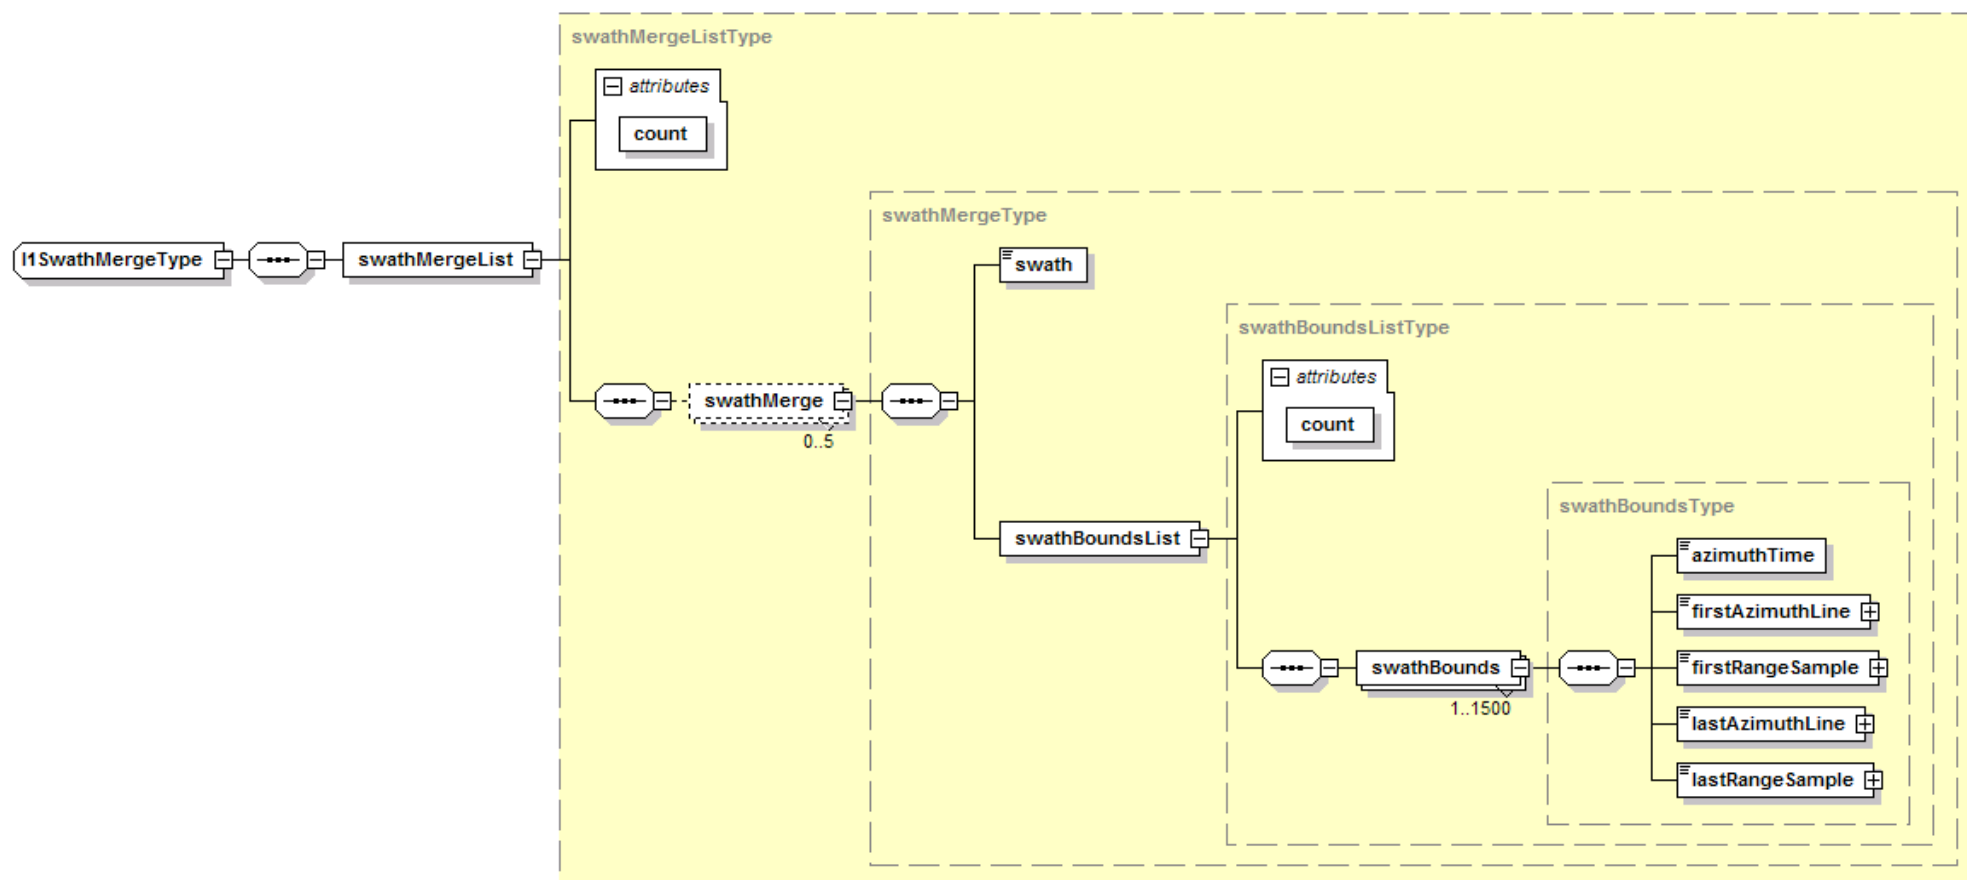 swathMergeListType
attributes
count
swathMergeType
l1SwathMergeType
swathMergeList
swath
swathBoundsListType
attributes
count
swathMerge
0..5
swathBoundsType
swathBoundsList
azimuthTime
firstAzimuthLine
swathBounds
firstRangeSample
1..1500
lastAzimuthLine
lastRangeSample